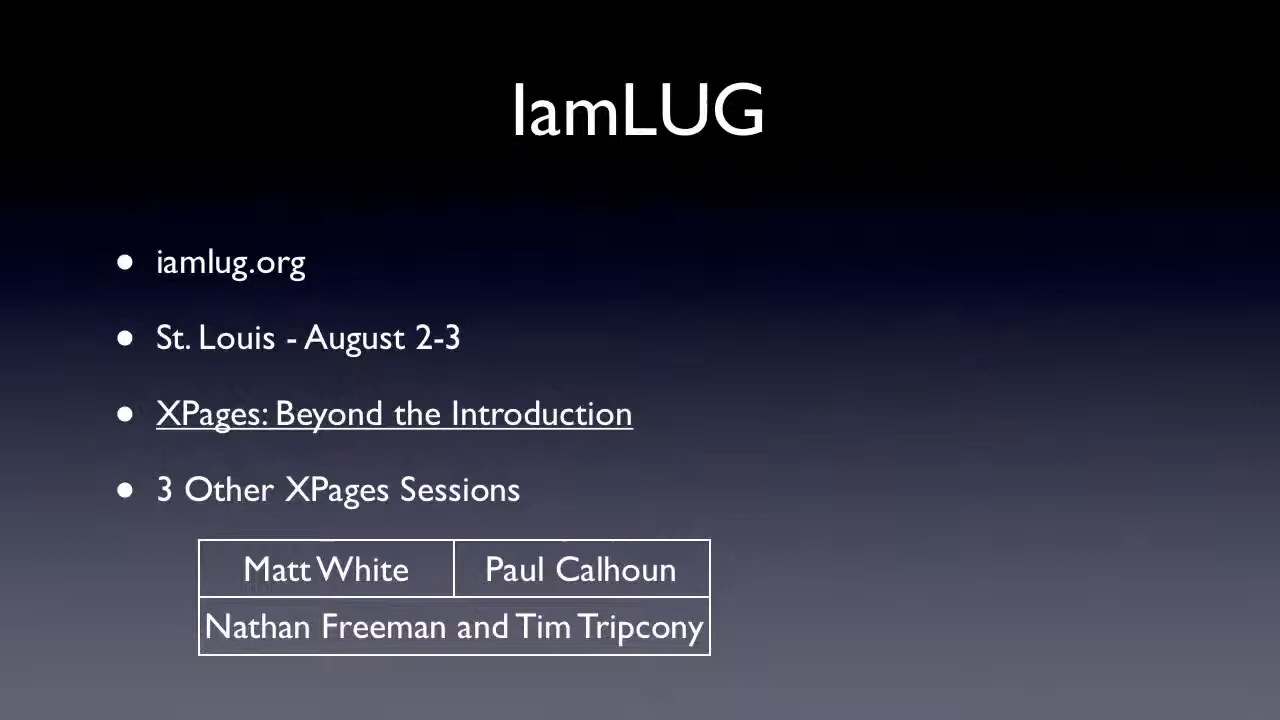 IamLUG
• iamlug.org
• St. Louis - August 2-3
• XPages: Beyond the Introduction
• 3 Other XPages Sessions
Matt White Paul Calhoun
Nathan Freeman and Tim Tripcony